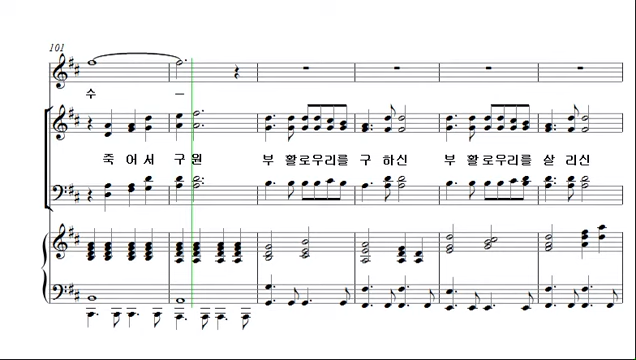 101
수 –
죽 어 서 구 원 부 활 로 우 리 를 구 하 신 부 활 로 우 리 를 살 리 신